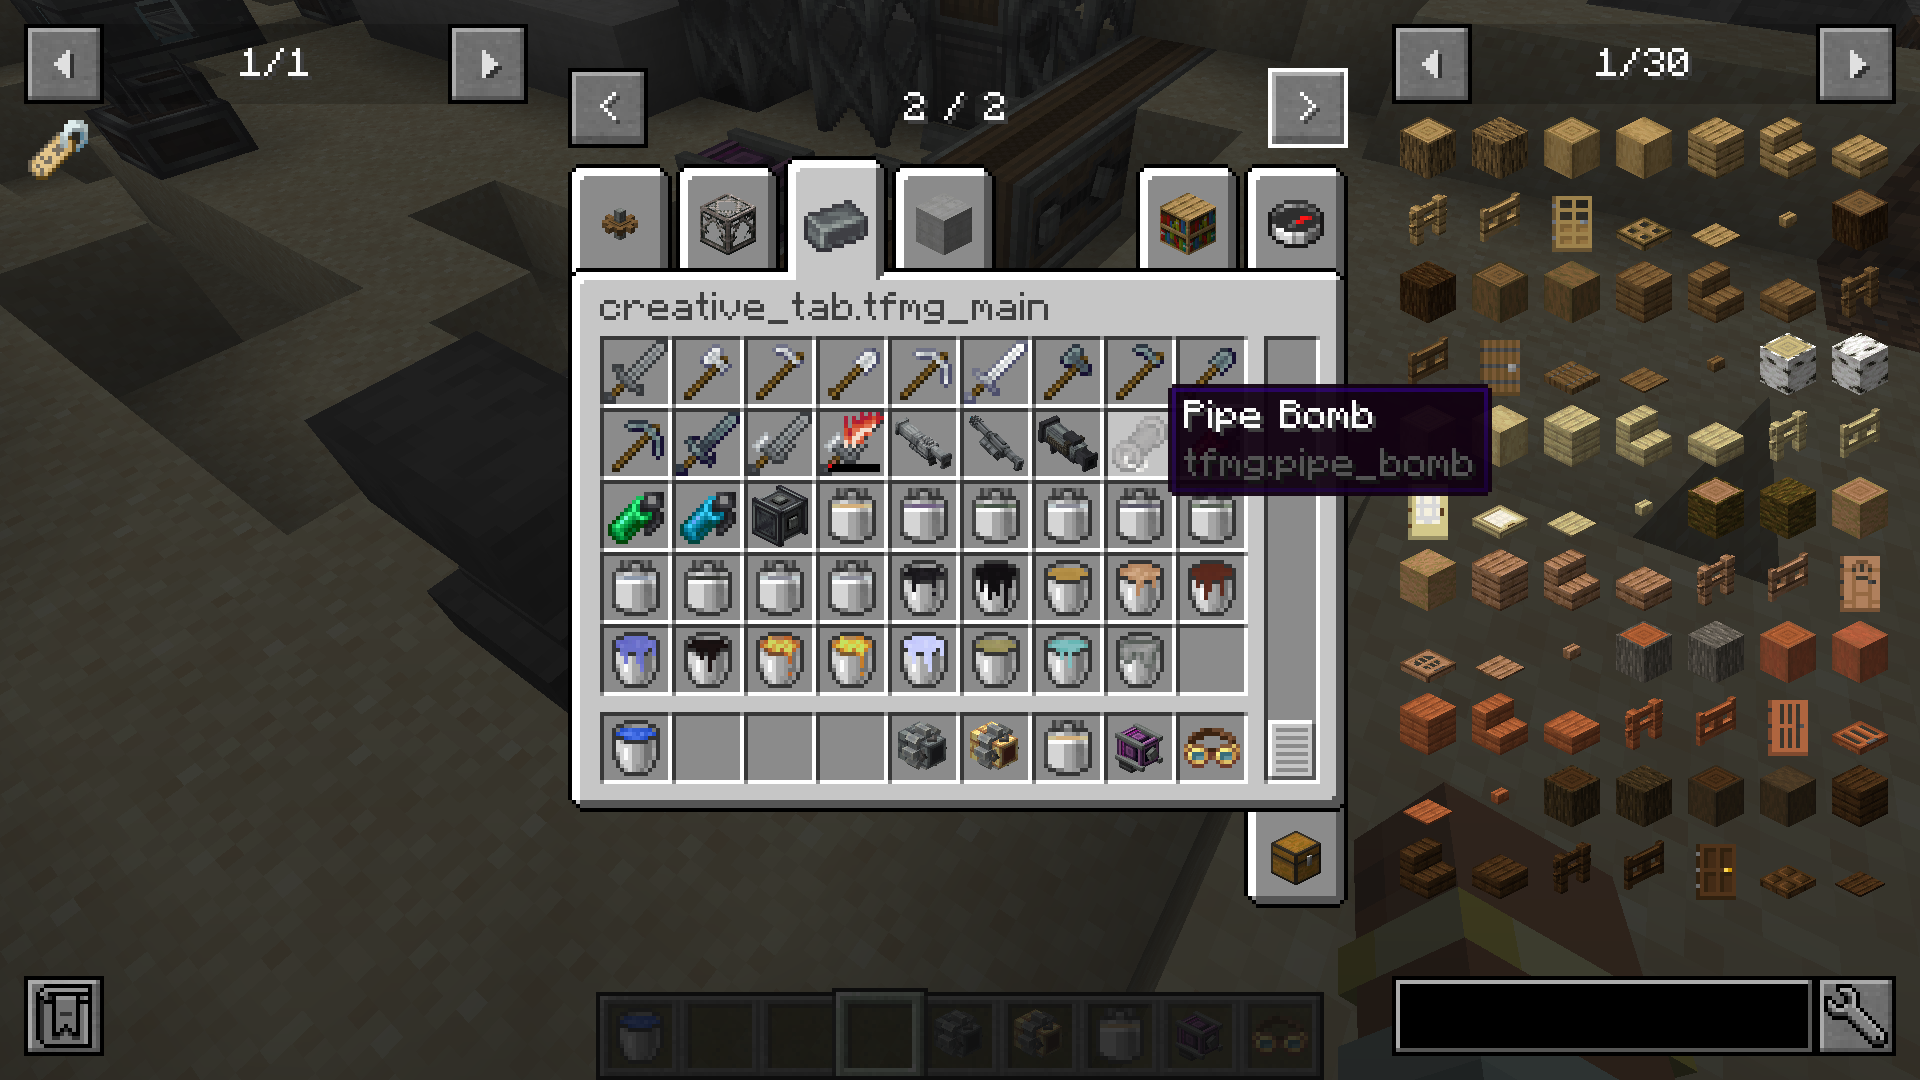 1/1
2 / 2
1/30
creative_tab.tfmg_main
Pipe Bomb
tfmg:pipe_bomb